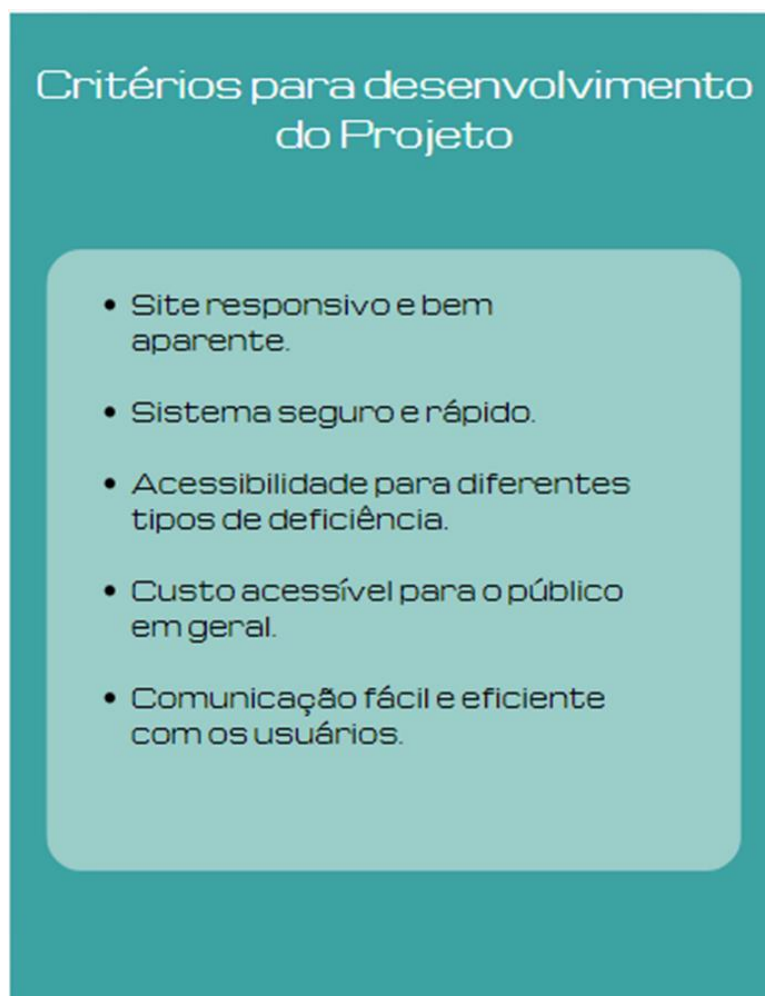 Critérios para desenvolvimento
do Projeto
• Site responsivo e bem
aparente.
• Sistema seguro e rápido.
• Acessibilidade para diferentes
tipos de deficiência.
• Custo acessível para o público
em geral.
• Comunicação fácil e eficiente
com os usuários.